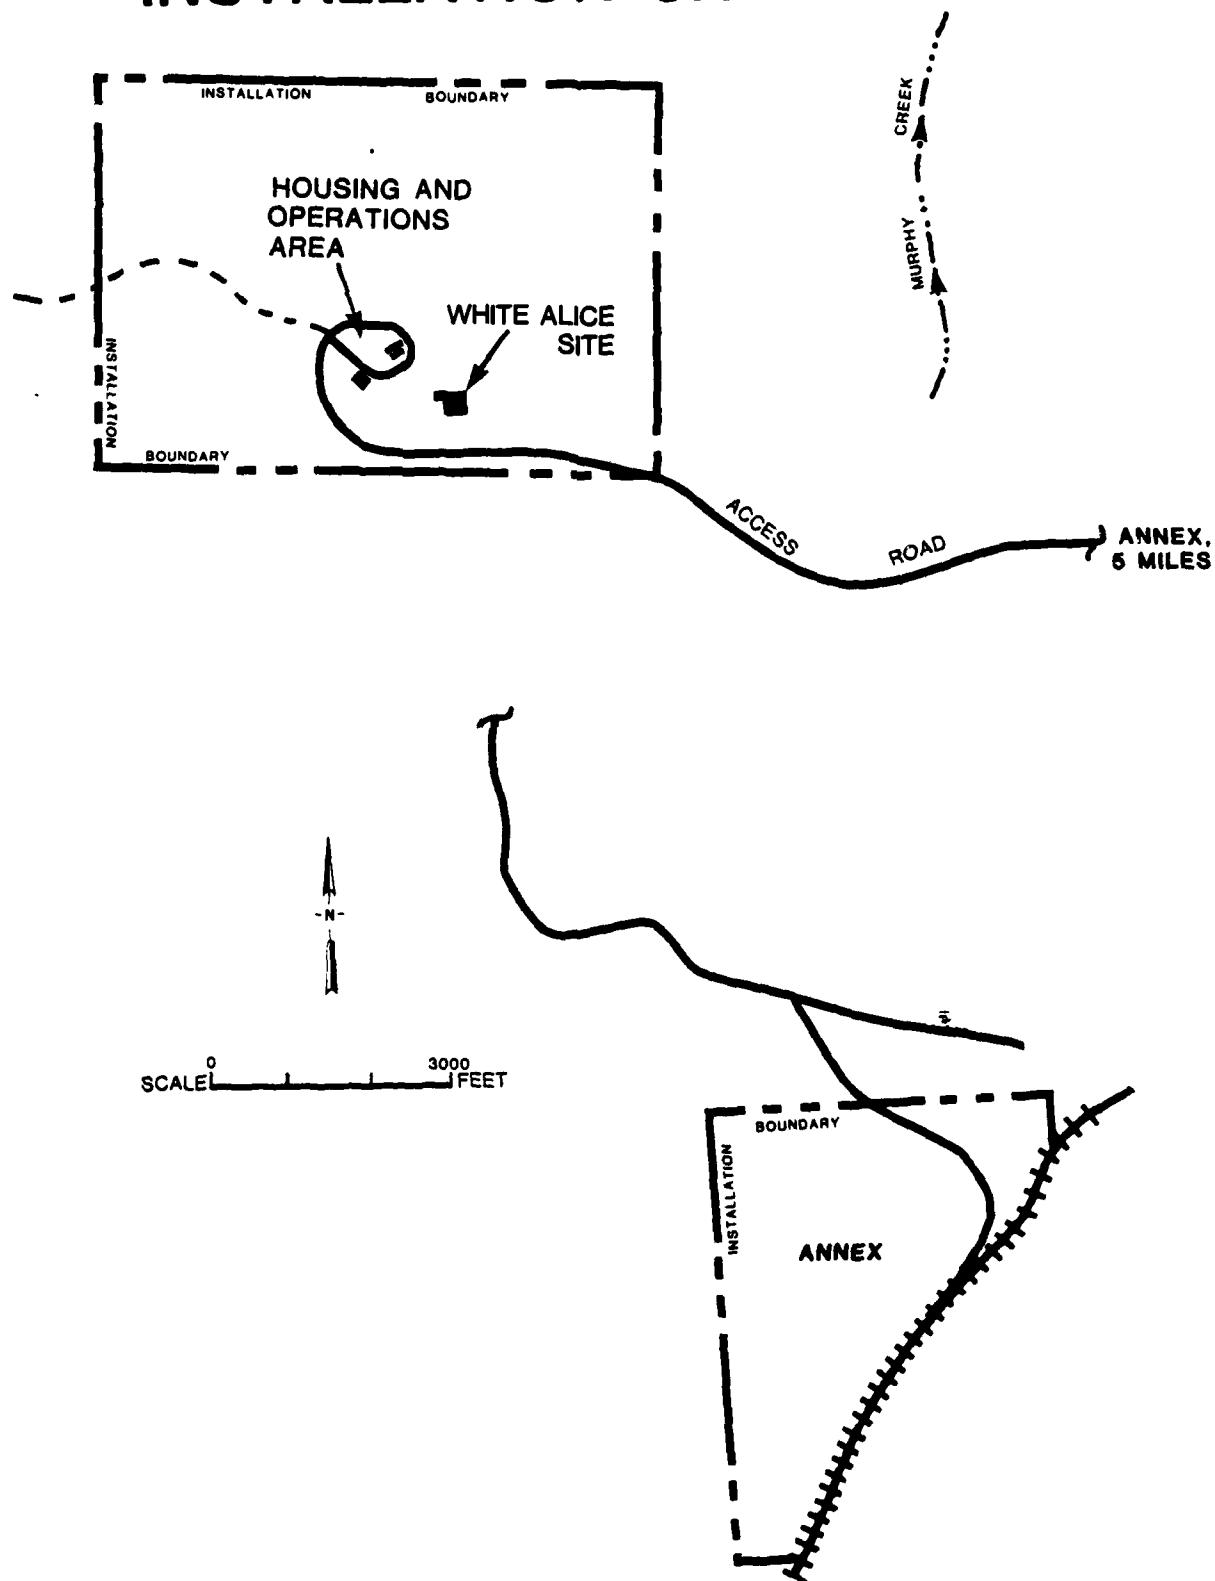 INSTALLATION
INSTALLATION BOUNDARY
CREEK
MURPHY
HOUSING AND
OPERATIONS
AREA
WHITE ALICE
SITE
INSTALLATION
BOUNDARY
ACCESS ROAD
ANNEX,
5 MILES
-N-
0 3000
SCALE FEET
BOUNDARY
INSTALLATION
ANNEX